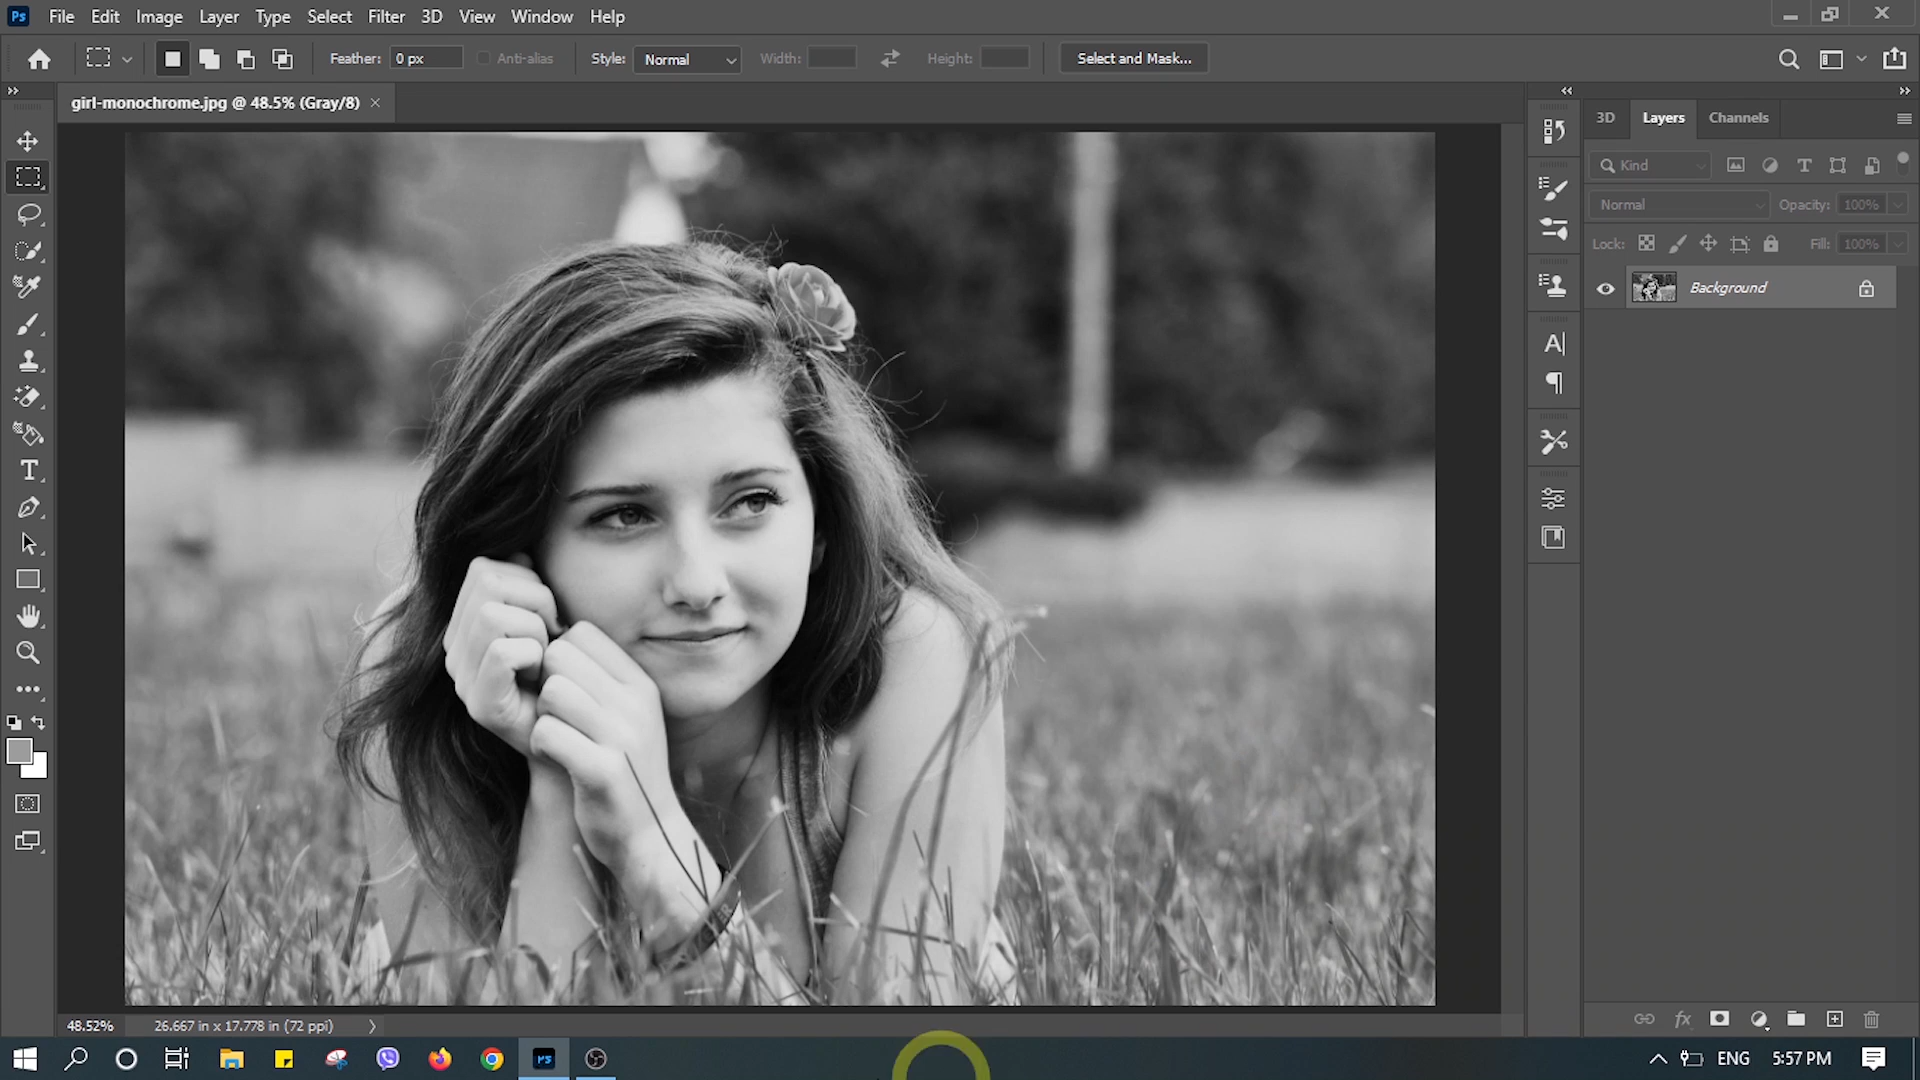 Ps File Edit Image Layer Type Select Filter 3D View Window Help
Feather: 0 px Anti-alias Style: Normal Width: Height: Select and Mask...
girl-monochrome.jpg @ 48.5% (Gray/8)
3D Layers Channels
Kind
Normal Opacity: 100%
Lock: Fill: 100%
Background
48.52% 26.667 in x 17.778 in (72 ppi)
Ps ENG 5:57 PM